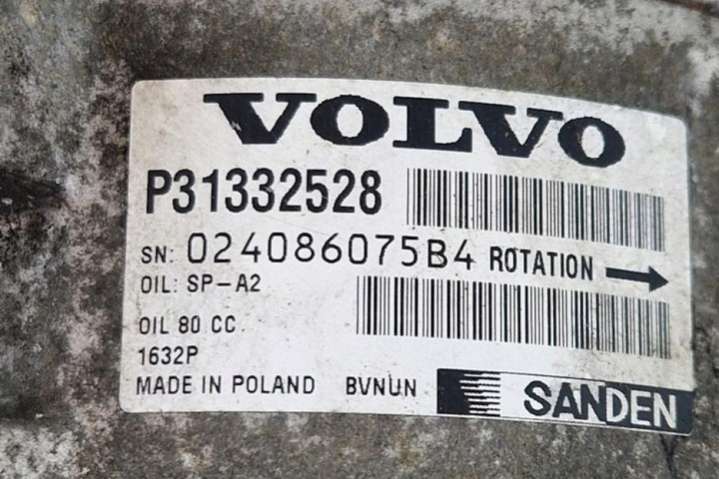 VOLVO
P31332528
SN: 024086075B4 ROTATION →
OIL: SP-A2
OIL 80 CC.
1632P
MADE IN POLAND BVNUN
SANDEN